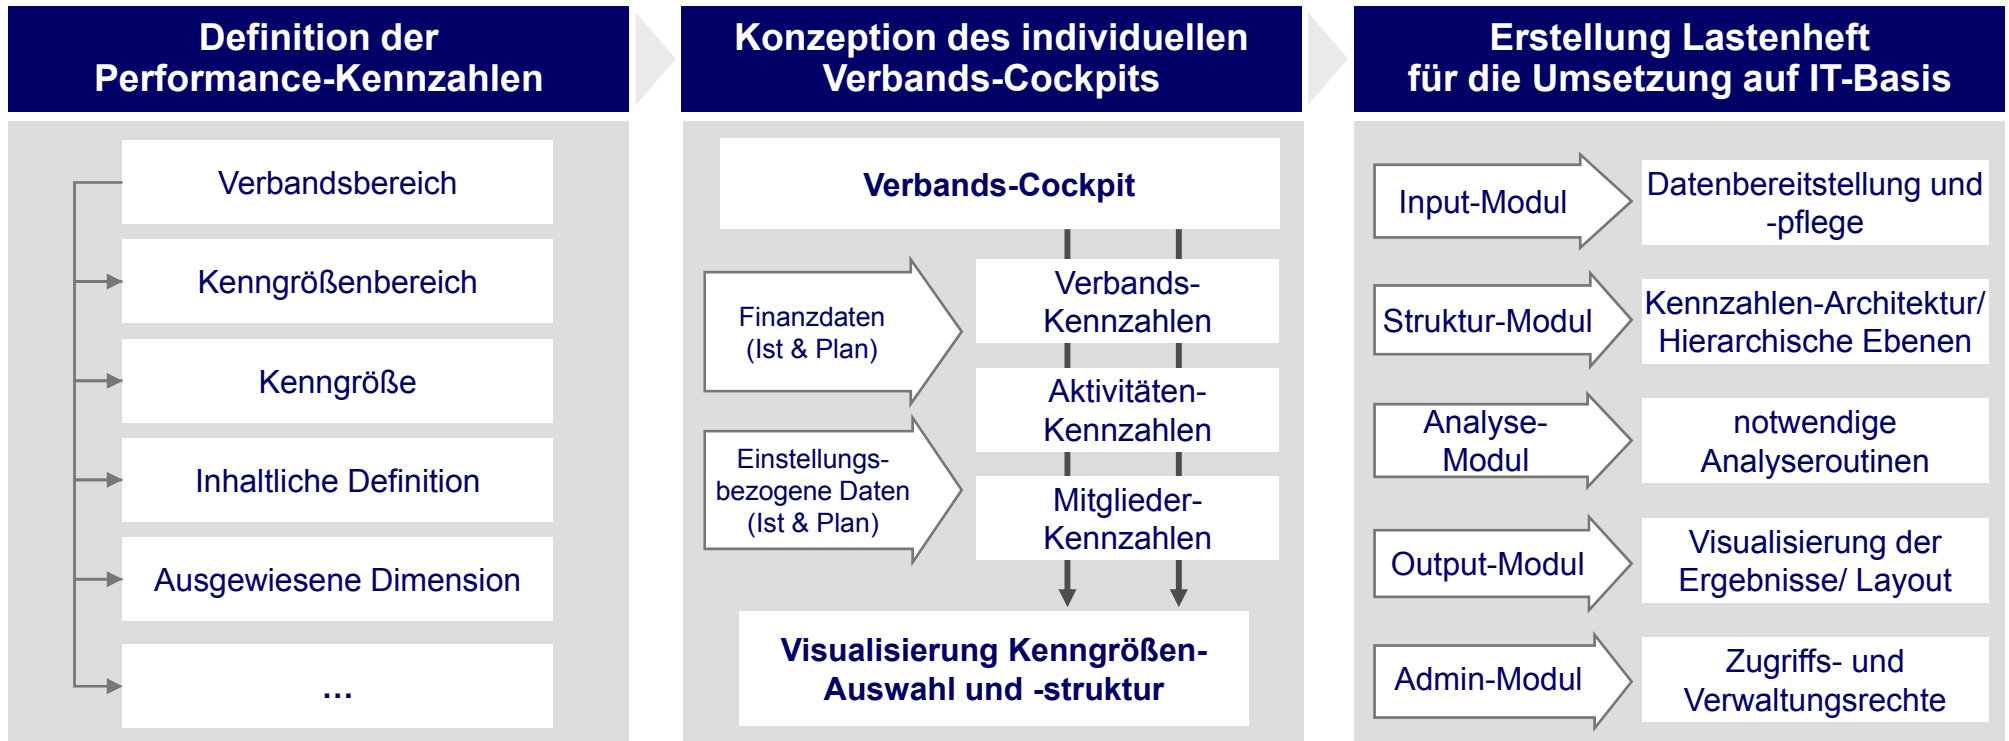 Definition der
Performance-Kennzahlen
Verbandsbereich
Kenngrößenbereich
Kenngröße
Inhaltliche Definition
Ausgewiesene Dimension
...
Konzeption des individuellen
Verbands-Cockpits
Verbands-Cockpit
Finanzdaten
(Ist & Plan)
Einstellungs-
bezogene Daten
(Ist & Plan)
Verbands-
Kennzahlen
Aktivitäten-
Kennzahlen
Mitglieder-
Kennzahlen
Visualisierung Kenngrößen-
Auswahl und -struktur
Erstellung Lastenheft
für die Umsetzung auf IT-Basis
Input-Modul
Datenbereitstellung und
-pflege
Struktur-Modul
Kennzahlen-Architektur/
Hierarchische Ebenen
Analyse-
Modul
notwendige
Analyseroutinen
Output-Modul
Visualisierung der
Ergebnisse/ Layout
Admin-Modul
Zugriffs- und
Verwaltungsrechte